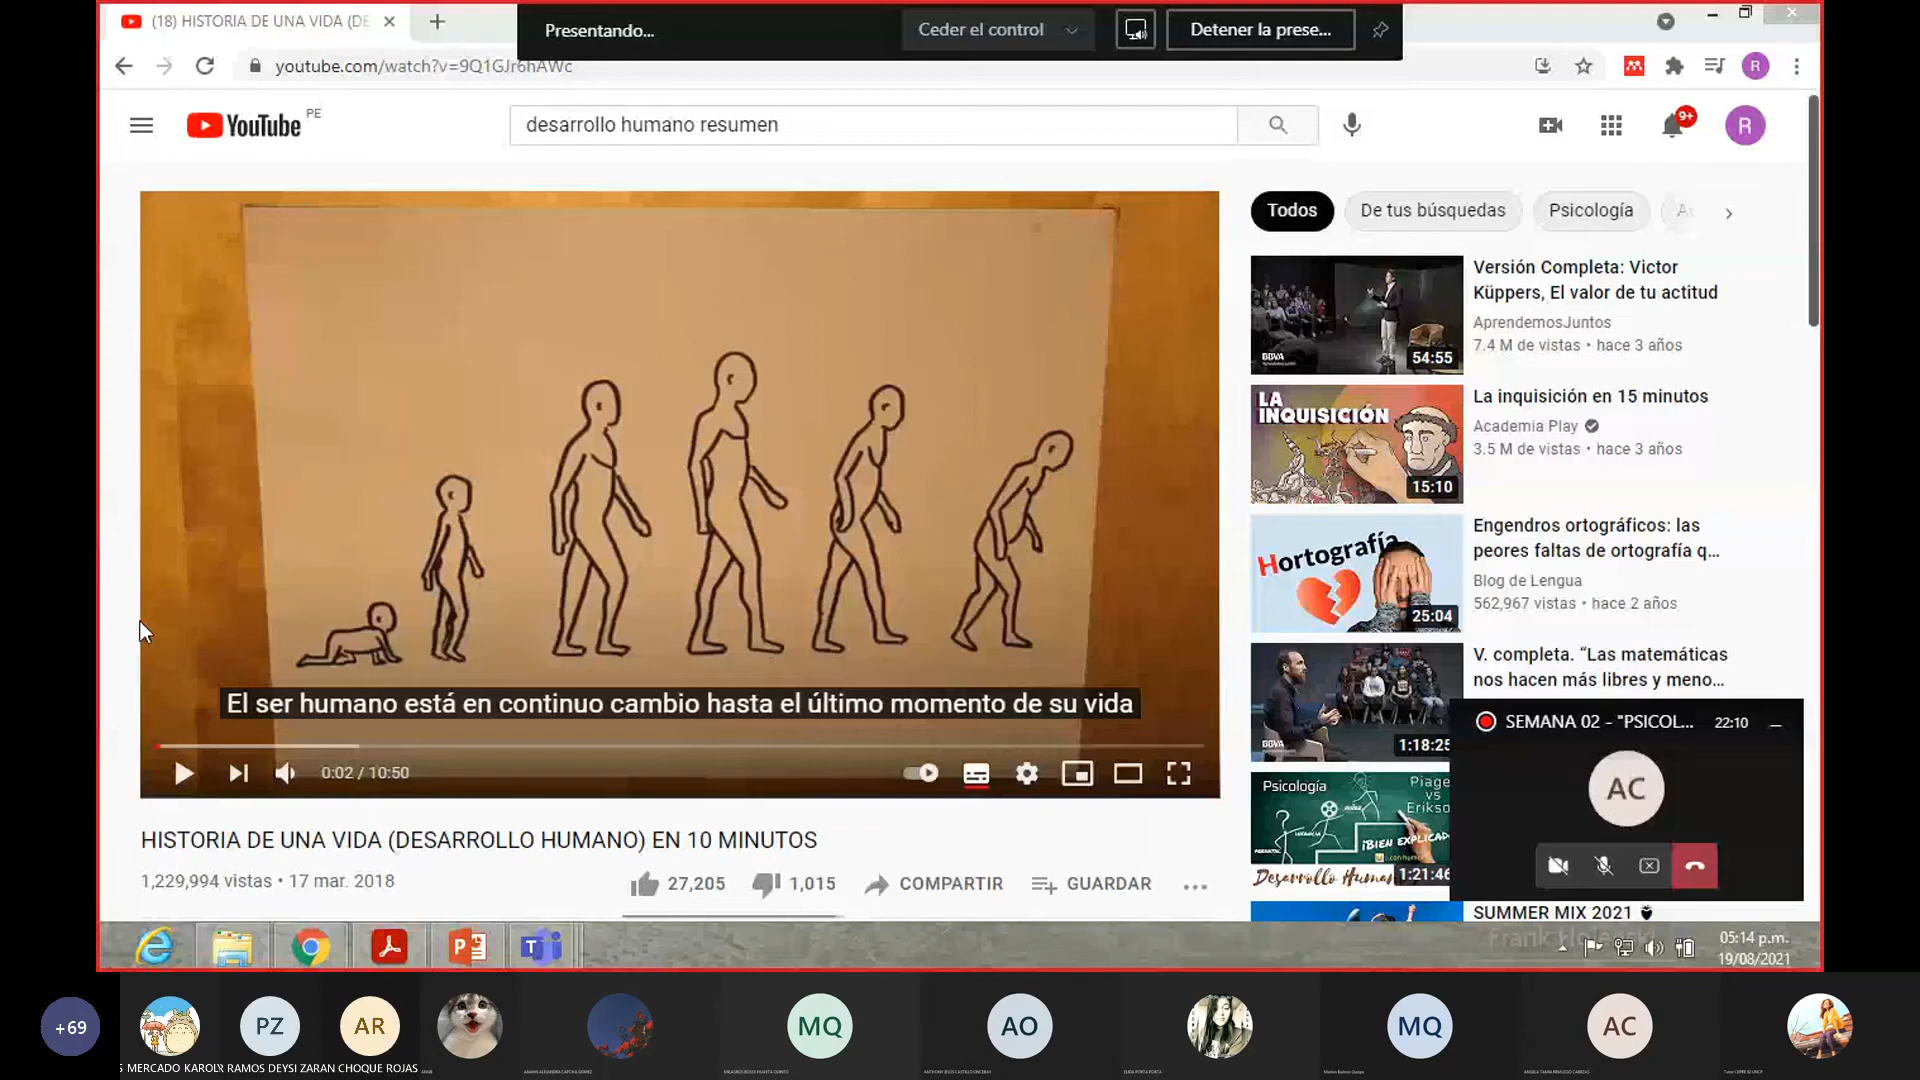 (18) HISTORIA DE UNA VIDA (DE
Presentando...
Ceder el control
Detener la prese...
youtube.com/watch?v=9Q1GJr6hAWc
R
YouTube PE
desarrollo humano resumen
9+
R
Todos
De tus búsquedas
Psicología
El ser humano está en continuo cambio hasta el último momento de su vida
0:02 / 10:50
HISTORIA DE UNA VIDA (DESARROLLO HUMANO) EN 10 MINUTOS
1,229,994 vistas • 17 mar. 2018
27,205
1,015
COMPARTIR
GUARDAR
Versión Completa: Victor
Küppers, El valor de tu actitud
AprendemosJuntos
7.4 M de vistas • hace 3 años
BBVA
54:55
LA
INQUISICIÓN
15:10
La inquisición en 15 minutos
Academia Play
3.5 M de vistas • hace 3 años
Hortografía
25:04
Engendros ortográficos: las
peores faltas de ortografía q...
Blog de Lengua
562,967 vistas • hace 2 años
BBVA
1:18:25
V. completa. “Las matemáticas
nos hacen más libres y meno...
Psicología
Piage
vs
Erikso
¡BIEN EXPLICAD
Desarrollo Human
1:21:46
SEMANA 02 - "PSICOL...
22:10
AC
SUMMER MIX 2021
05:14 p.m.
19/08/2021
+69
PZ
AR
MQ
AO
MQ
AC
S MERCADO KAROLY RAMOS DEYSI ZARAN CHOQUE ROJAS